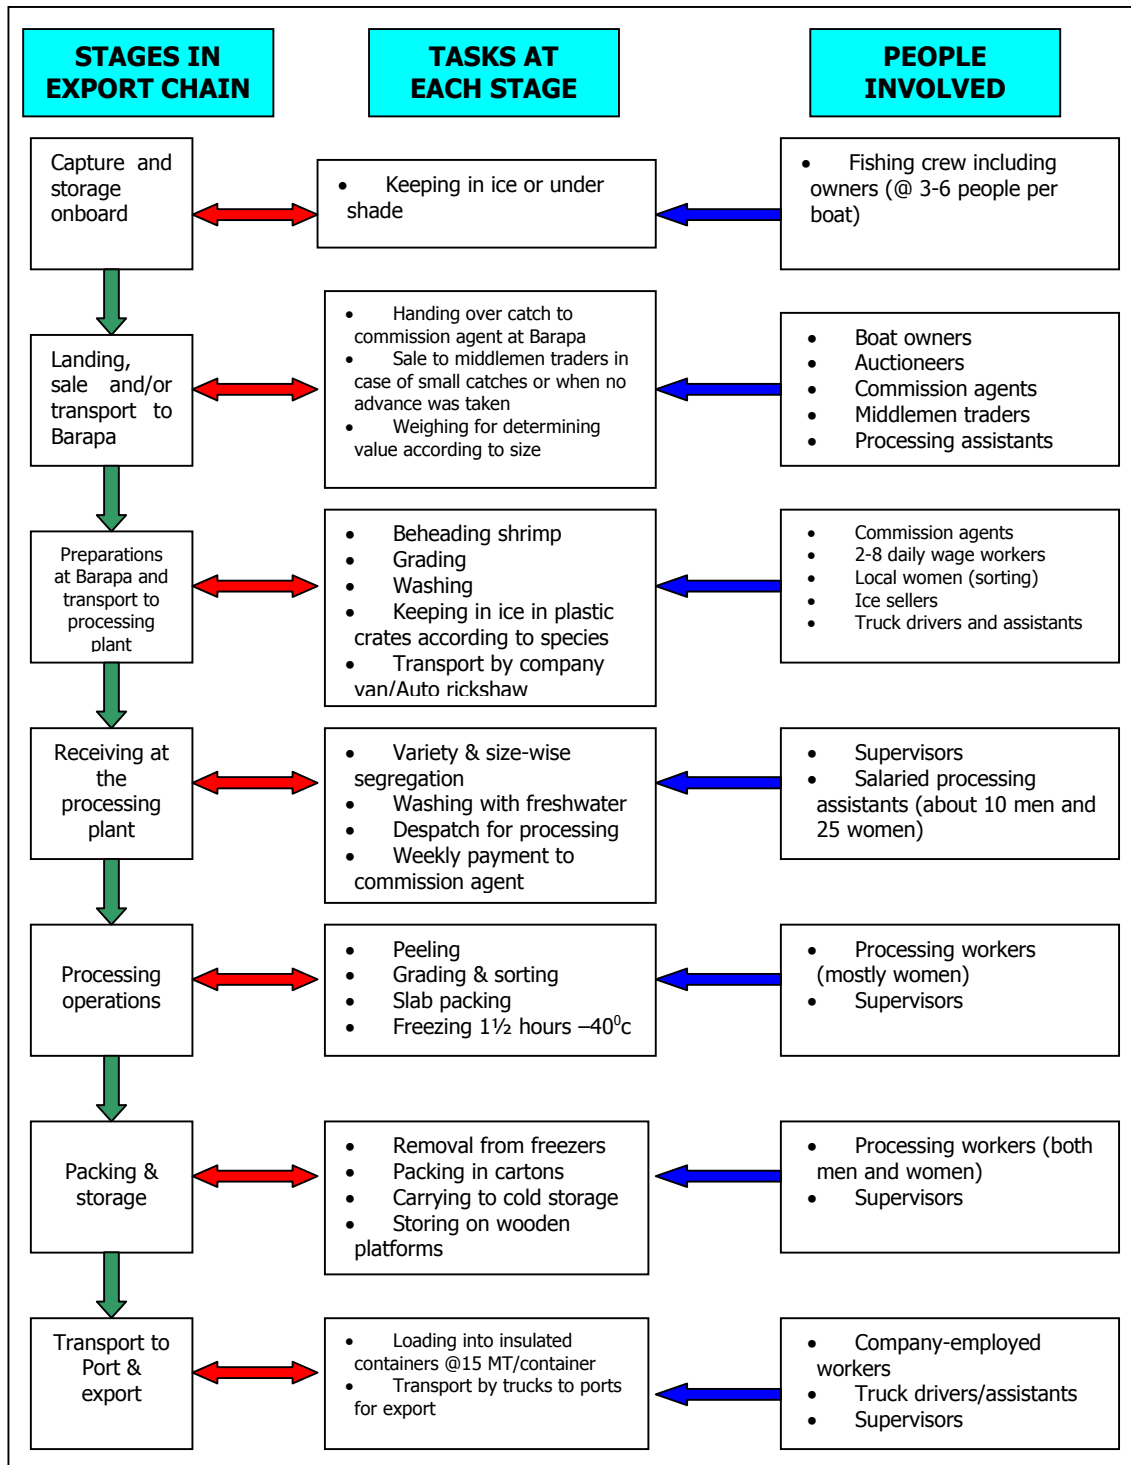 STAGES IN
EXPORT CHAIN
TASKS AT
EACH STAGE
PEOPLE
INVOLVED
Capture and
storage
onboard
• Keeping in ice or under
shade
• Fishing crew including
owners (@ 3-6 people per
boat)
Landing,
sale and/or
transport to
Barapa
• Handing over catch to
commission agent at Barapa
• Sale to middlemen traders in
case of small catches or when no
advance was taken
• Weighing for determining
value according to size
• Boat owners
• Auctioneers
• Commission agents
• Middlemen traders
• Processing assistants
Preparations
at Barapa and
transport to
processing
plant
• Beheading shrimp
• Grading
• Washing
• Keeping in ice in plastic
crates according to species
• Transport by company
van/Auto rickshaw
• Commission agents
• 2-8 daily wage workers
• Local women (sorting)
• Ice sellers
• Truck drivers and assistants
Receiving at
the
processing
plant
• Variety & size-wise
segregation
• Washing with freshwater
• Despatch for processing
• Weekly payment to
commission agent
• Supervisors
• Salaried processing
assistants (about 10 men and
25 women)
Processing
operations
• Peeling
• Grading & sorting
• Slab packing
• Freezing 1½ hours –40⁰c
• Processing workers
(mostly women)
• Supervisors
Packing &
storage
• Removal from freezers
• Packing in cartons
• Carrying to cold storage
• Storing on wooden
platforms
• Processing workers (both
men and women)
• Supervisors
Transport to
Port &
export
• Loading into insulated
containers @15 MT/container
• Transport by trucks to ports
for export
• Company-employed
workers
• Truck drivers/assistants
• Supervisors